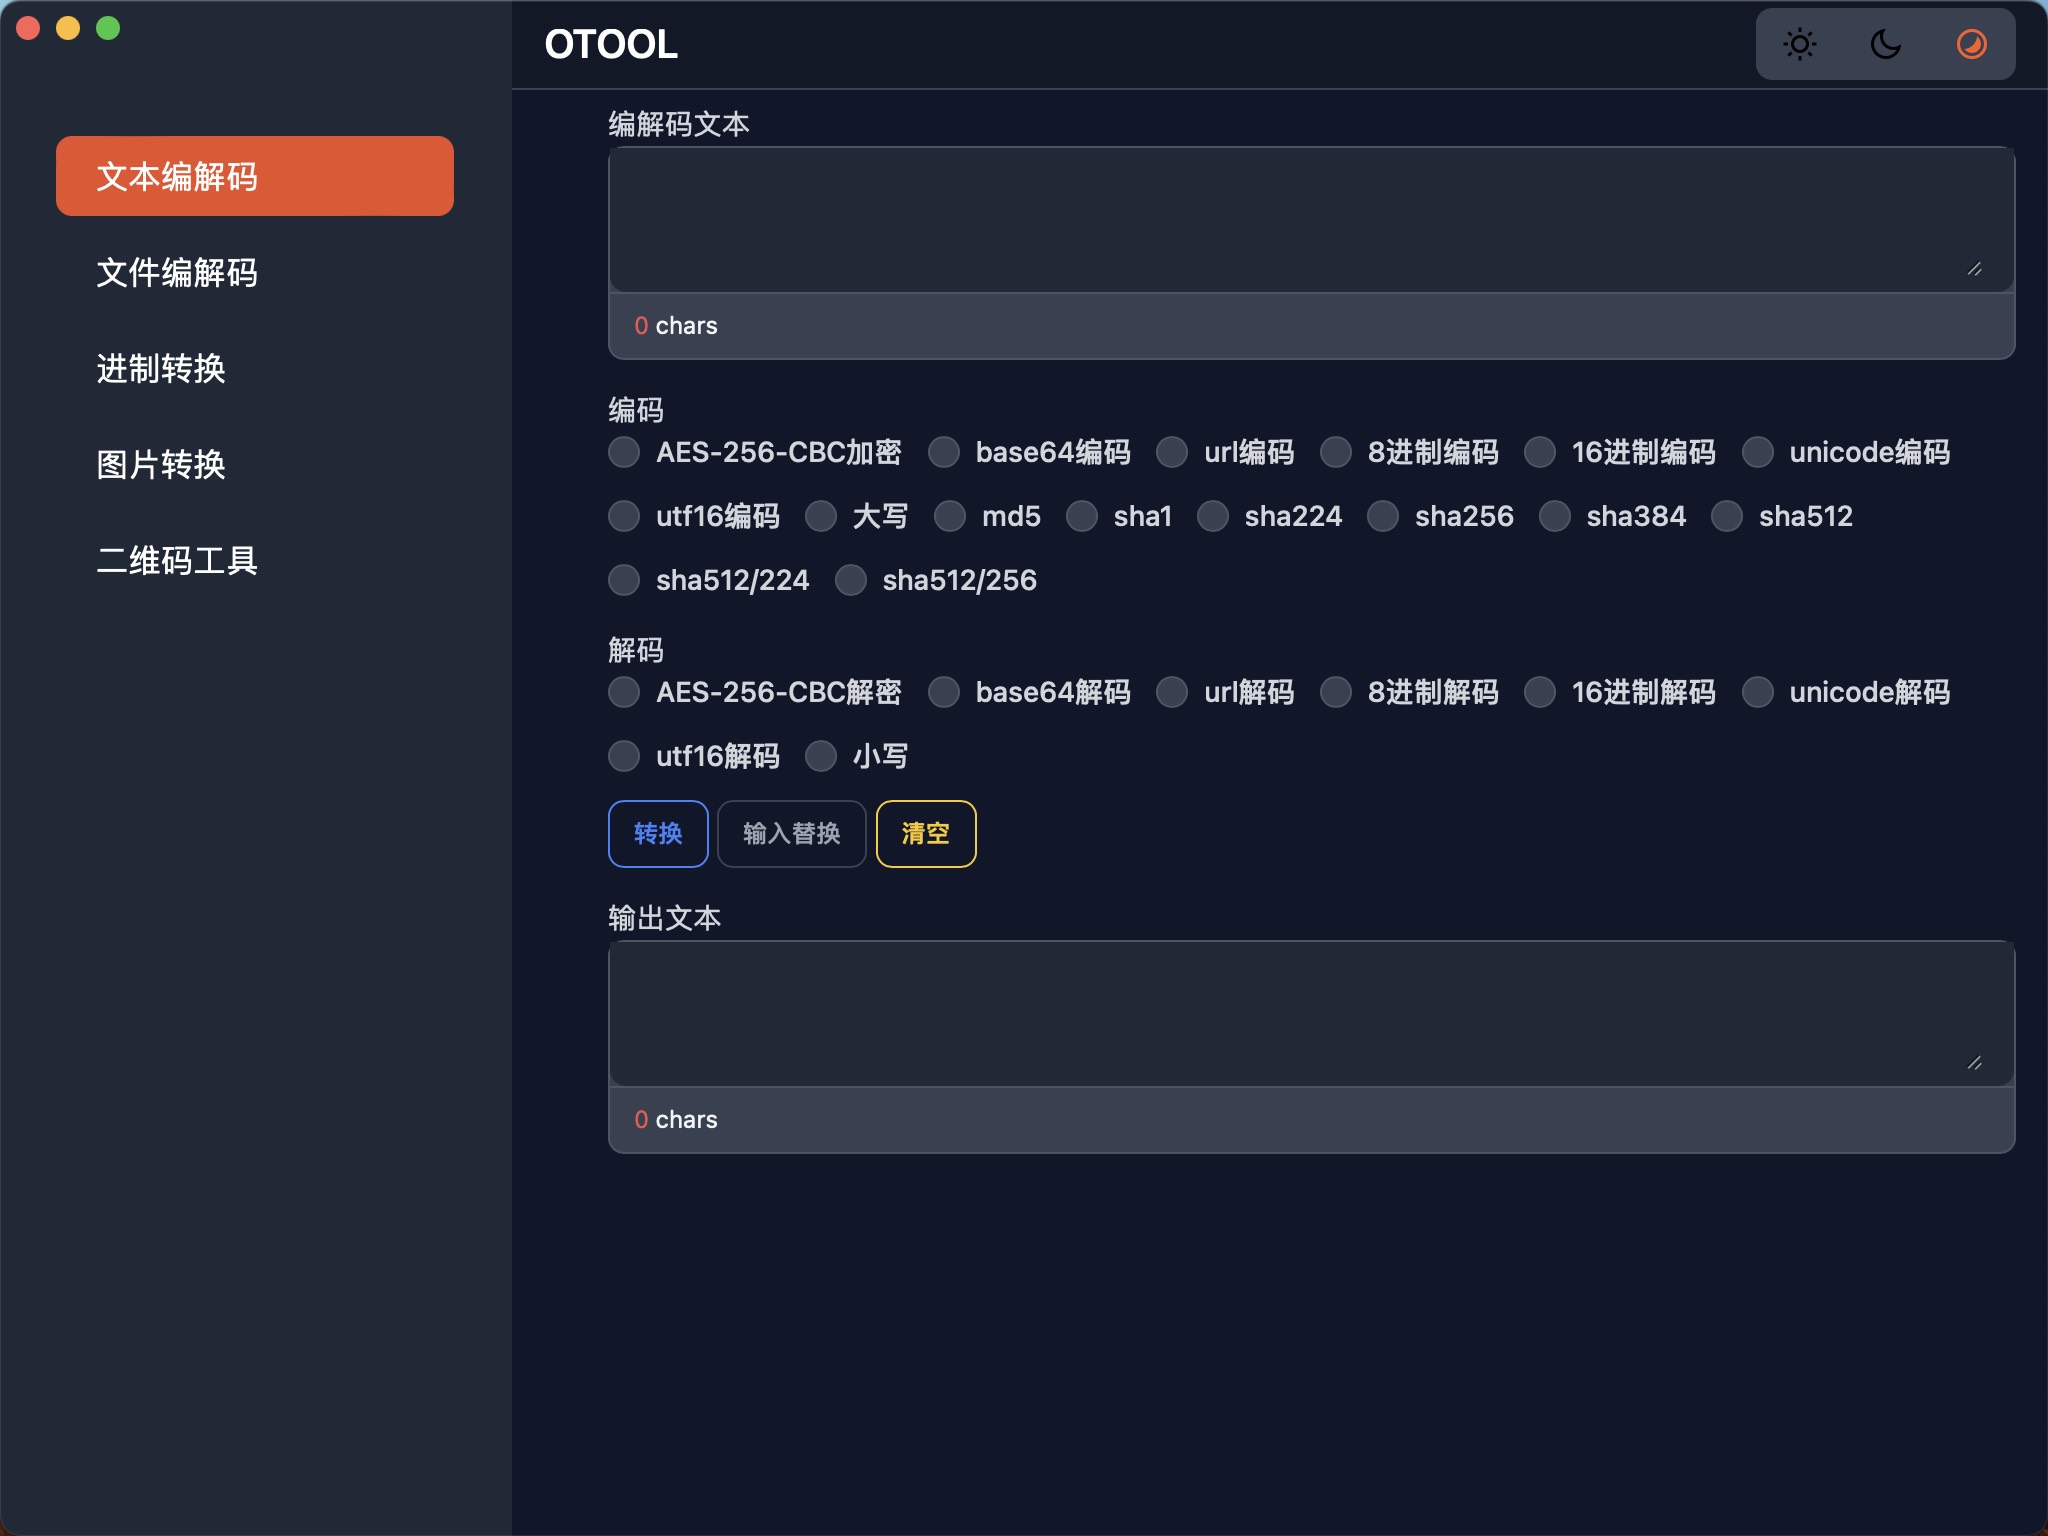 OTOOL
文本编解码
文件编解码
进制转换
图片转换
二维码工具
编解码文本
0 chars
编码
AES-256-CBC加密 base64编码 url编码 8进制编码 16进制编码 unicode编码
utf16编码 大写 md5 sha1 sha224 sha256 sha384 sha512
sha512/224 sha512/256
解码
AES-256-CBC解密 base64解码 url解码 8进制解码 16进制解码 unicode解码
utf16解码 小写
转换 输入替换 清空
输出文本
0 chars